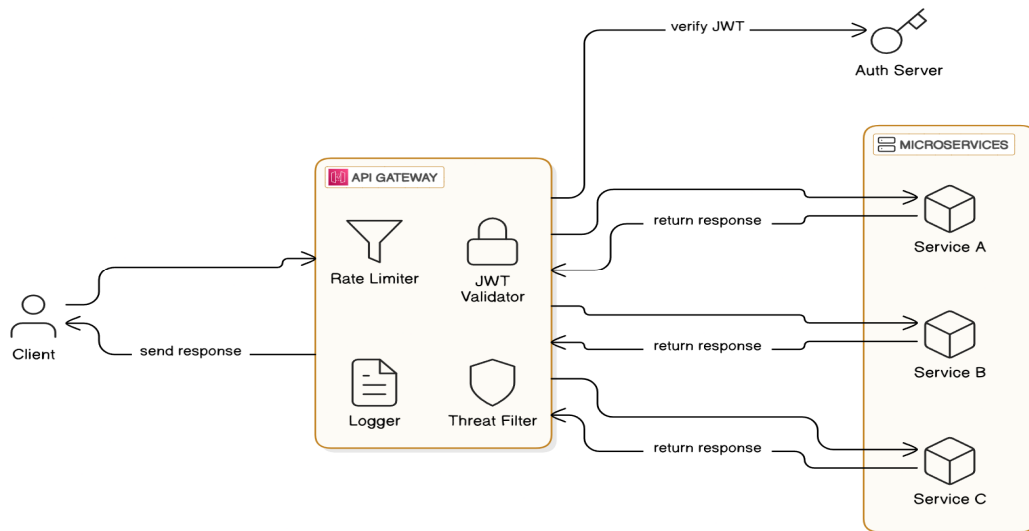 verify JWT
Auth Server
MICROSERVICES
API GATEWAY
return response
Service A
Rate Limiter
JWT
Validator
Client
send response
return response
Service B
Logger
Threat Filter
return response
Service C